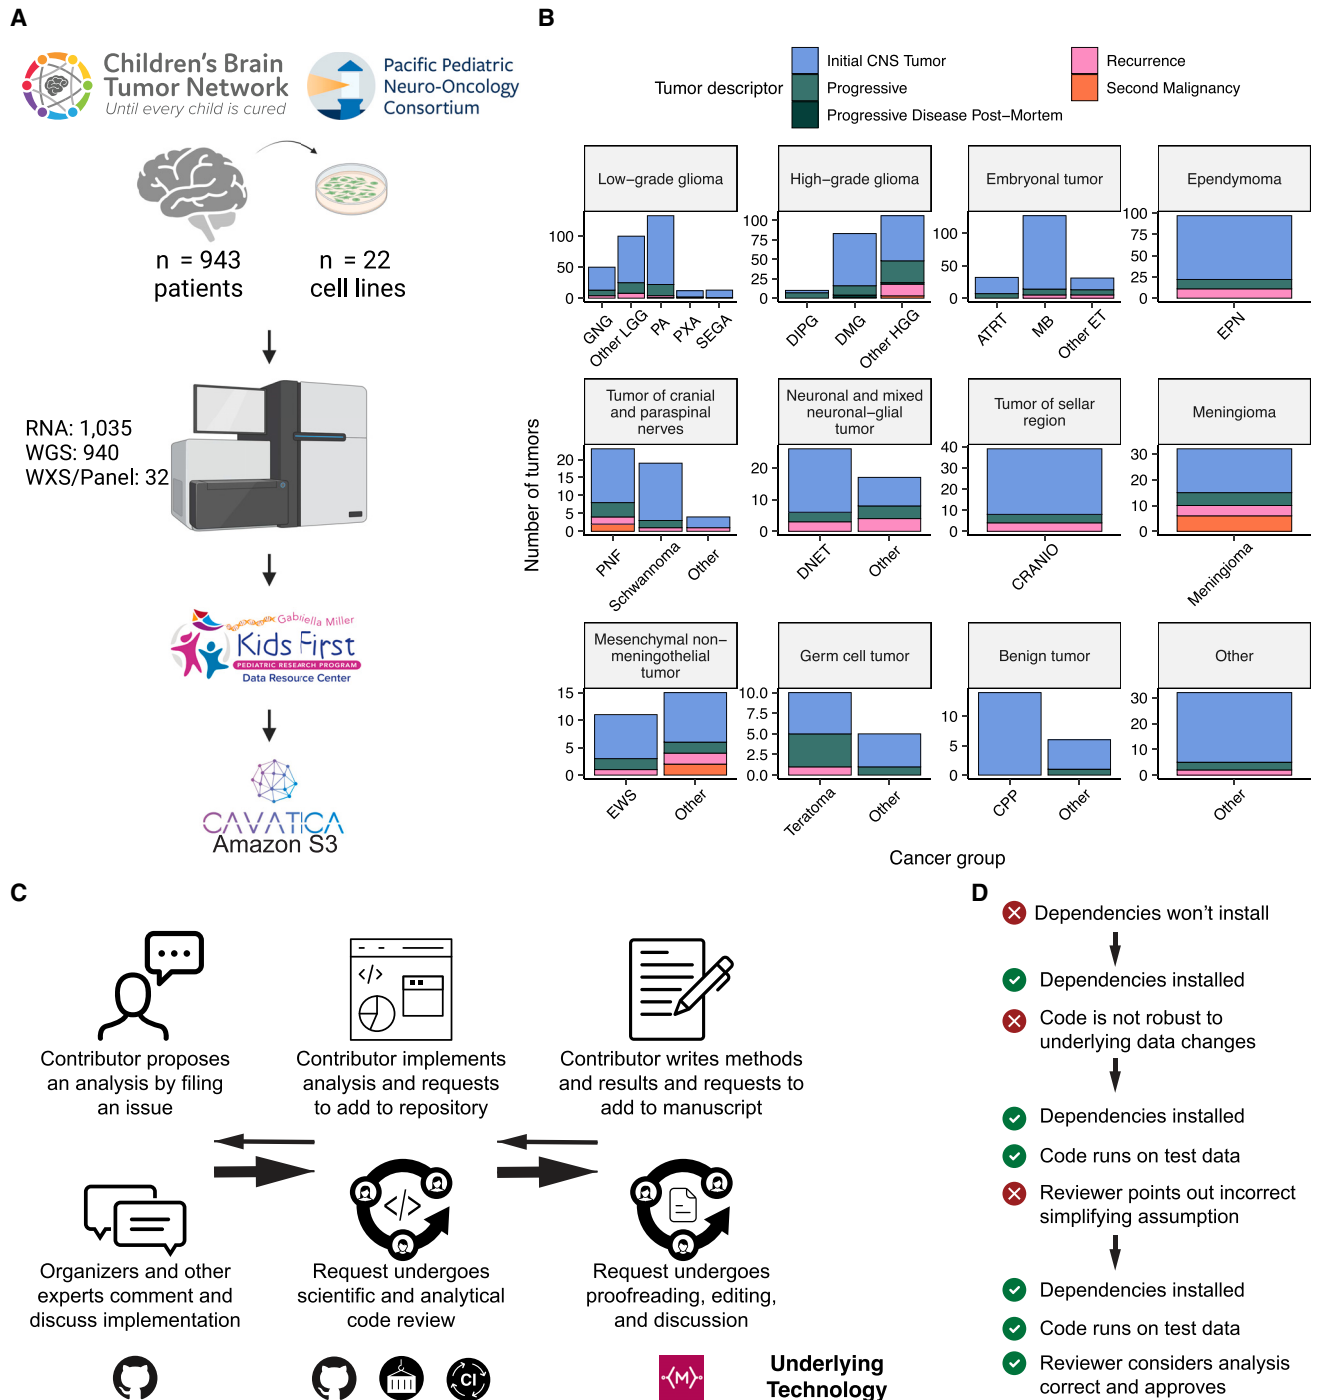 A
Children's Brain
Tumor Network
Until every child is cured
Pacific Pediatric
Neuro-Oncology
Consortium
n = 943
patients
n = 22
cell lines
RNA: 1,035
WGS: 940
WXS/Panel: 32
Gabriella Miller
Kids First
PEDIATRIC RESEARCH PROGRAM
Data Resource Center
CAVATICA
Amazon S3
B
Tumor descriptor
Initial CNS Tumor
Progressive
Progressive Disease Post−Mortem
Recurrence
Second Malignancy
Number of tumors
Low−grade glioma
100
50
0
GNG
Other LGG
PA
PXA
SEGA
High−grade glioma
100
75
50
25
0
DIPG
DMG
Other HGG
Embryonal tumor
100
50
0
ATRT
MB
Other ET
Ependymoma
100
75
50
25
0
EPN
Tumor of cranial
and paraspinal
nerves
20
15
10
5
0
PNF
Schwannoma
Other
Neuronal and mixed
neuronal−glial
tumor
20
10
0
DNET
Other
Tumor of sellar
region
40
30
20
10
0
CRANIO
Meningioma
30
20
10
0
Meningioma
Mesenchymal non−
meningothelial
tumor
15
10
5
0
EWS
Other
Germ cell tumor
10.0
7.5
5.0
2.5
0.0
Teratoma
Other
Benign tumor
10
5
0
CPP
Other
Other
30
20
10
0
Other
Cancer group
C
Contributor proposes
an analysis by filing
an issue
</>
Contributor implements
analysis and requests
to add to repository
Contributor writes methods
and results and requests to
add to manuscript
Organizers and other
experts comment and
discuss implementation
</>
Request undergoes
scientific and analytical
code review
Request undergoes
proofreading, editing,
and discussion
CI
M
Underlying
Technology
D
Dependencies won't install
Dependencies installed
Code is not robust to
underlying data changes
Dependencies installed
Code runs on test data
Reviewer points out incorrect
simplifying assumption
Dependencies installed
Code runs on test data
Reviewer considers analysis
correct and approves